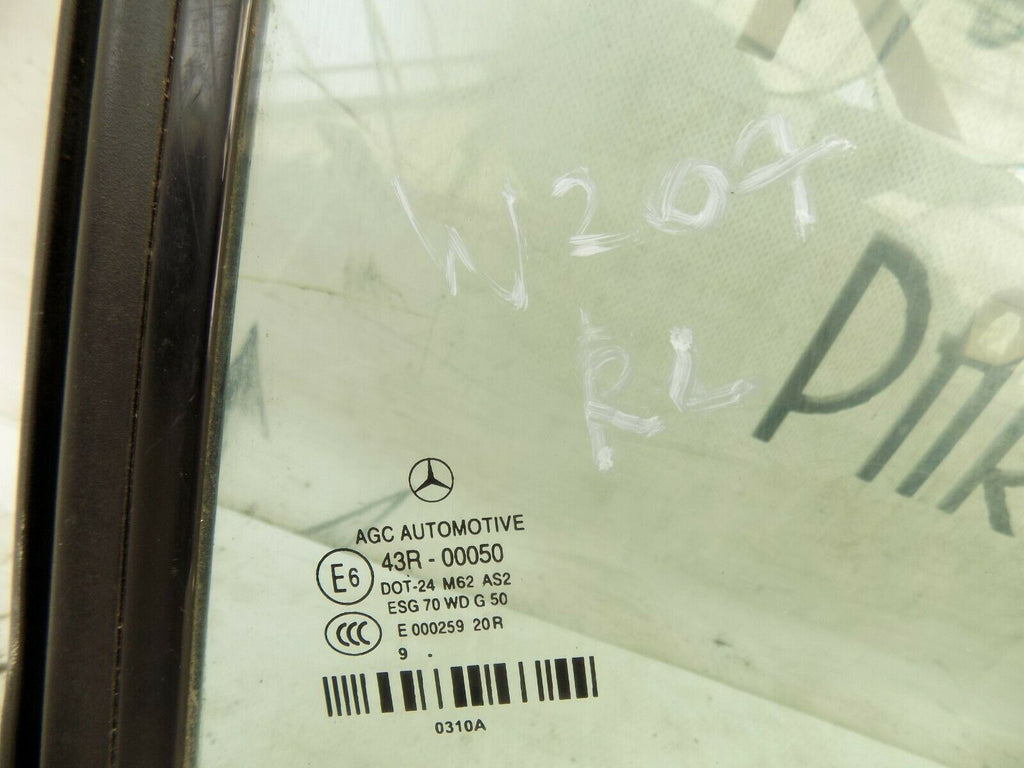 W207
RL
AGC AUTOMOTIVE
E6 43R - 00050
DOT-24 M62 AS2
ESG 70 WD G 50
CCC E 000259 20R
9 .
0310A